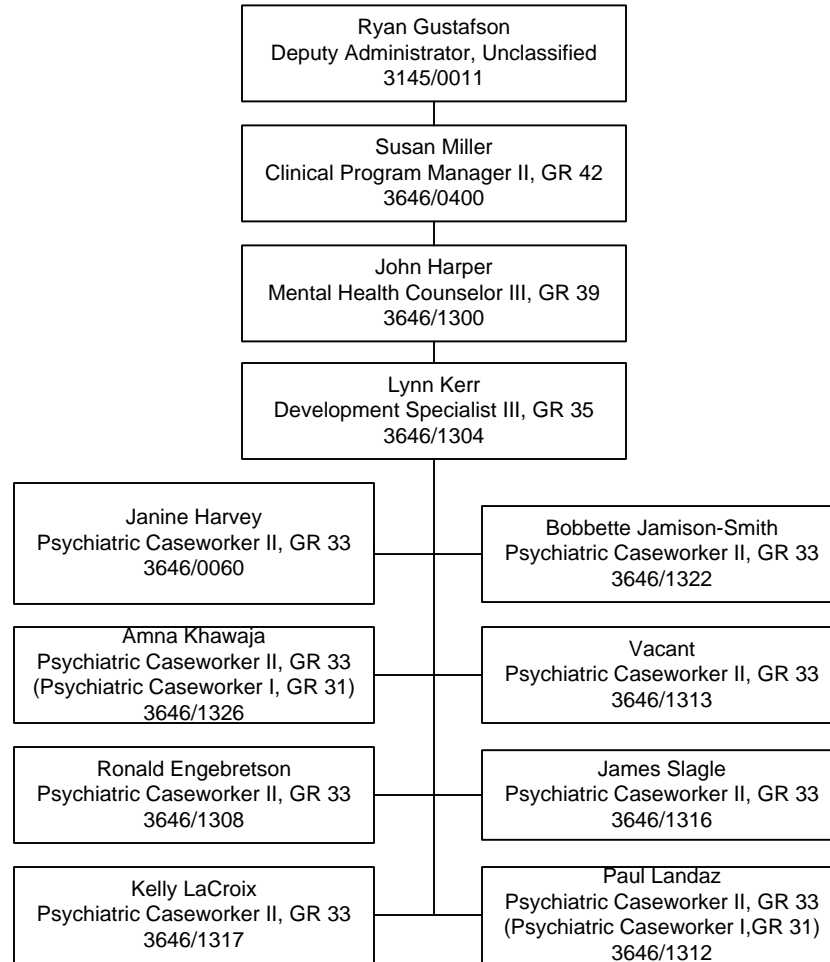 Ryan Gustafson
Deputy Administrator, Unclassified
3145/0011
Susan Miller
Clinical Program Manager II, GR 42
3646/0400
John Harper
Mental Health Counselor III, GR 39
3646/1300
Lynn Kerr
Development Specialist III, GR 35
3646/1304
Janine Harvey
Psychiatric Caseworker II, GR 33
3646/0060
Bobbette Jamison-Smith
Psychiatric Caseworker II, GR 33
3646/1322
Amna Khawaja
Psychiatric Caseworker II, GR 33
(Psychiatric Caseworker I, GR 31)
3646/1326
Vacant
Psychiatric Caseworker II, GR 33
3646/1313
Ronald Engebretson
Psychiatric Caseworker II, GR 33
3646/1308
James Slagle
Psychiatric Caseworker II, GR 33
3646/1316
Kelly LaCroix
Psychiatric Caseworker II, GR 33
3646/1317
Paul Landaz
Psychiatric Caseworker II, GR 33
(Psychiatric Caseworker I,GR 31)
3646/1312